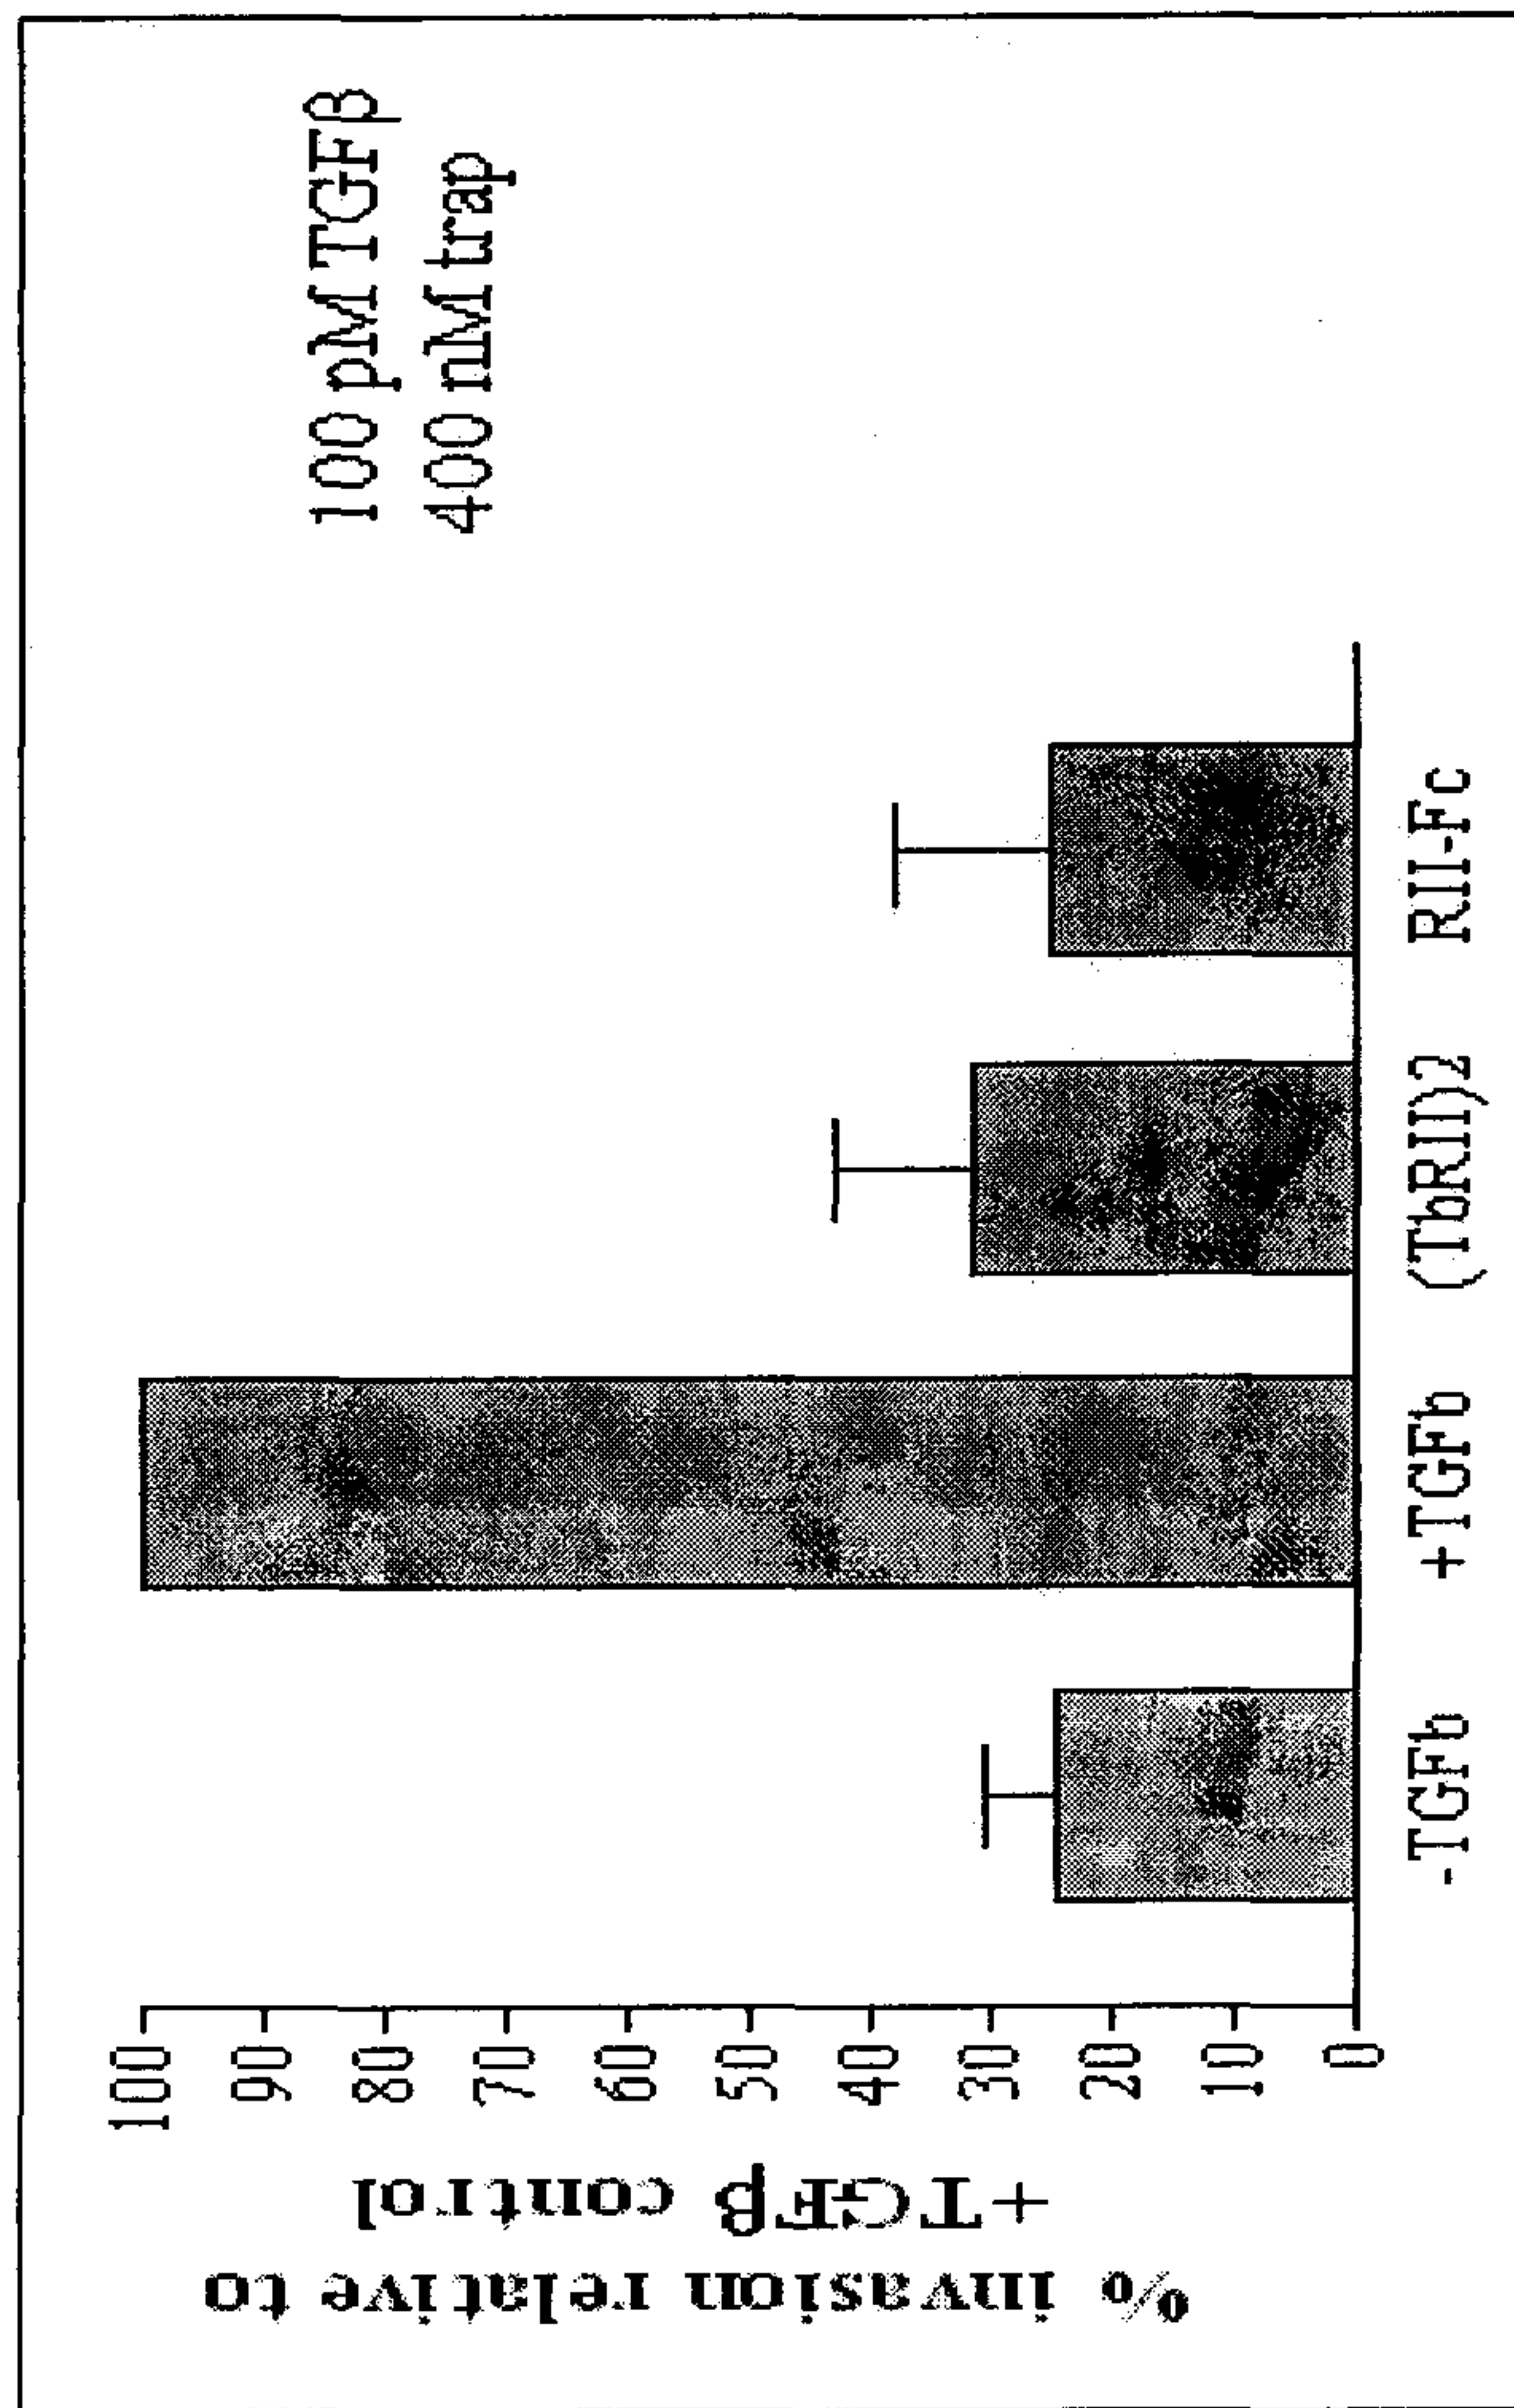 % invasion relative to
+TGFβ control
100
90
80
70
60
50
40
30
20
10
0
100 pM TGFβ
400 nM trap
-TGFb
+TGFb
(TbRII)2
RII-Fc